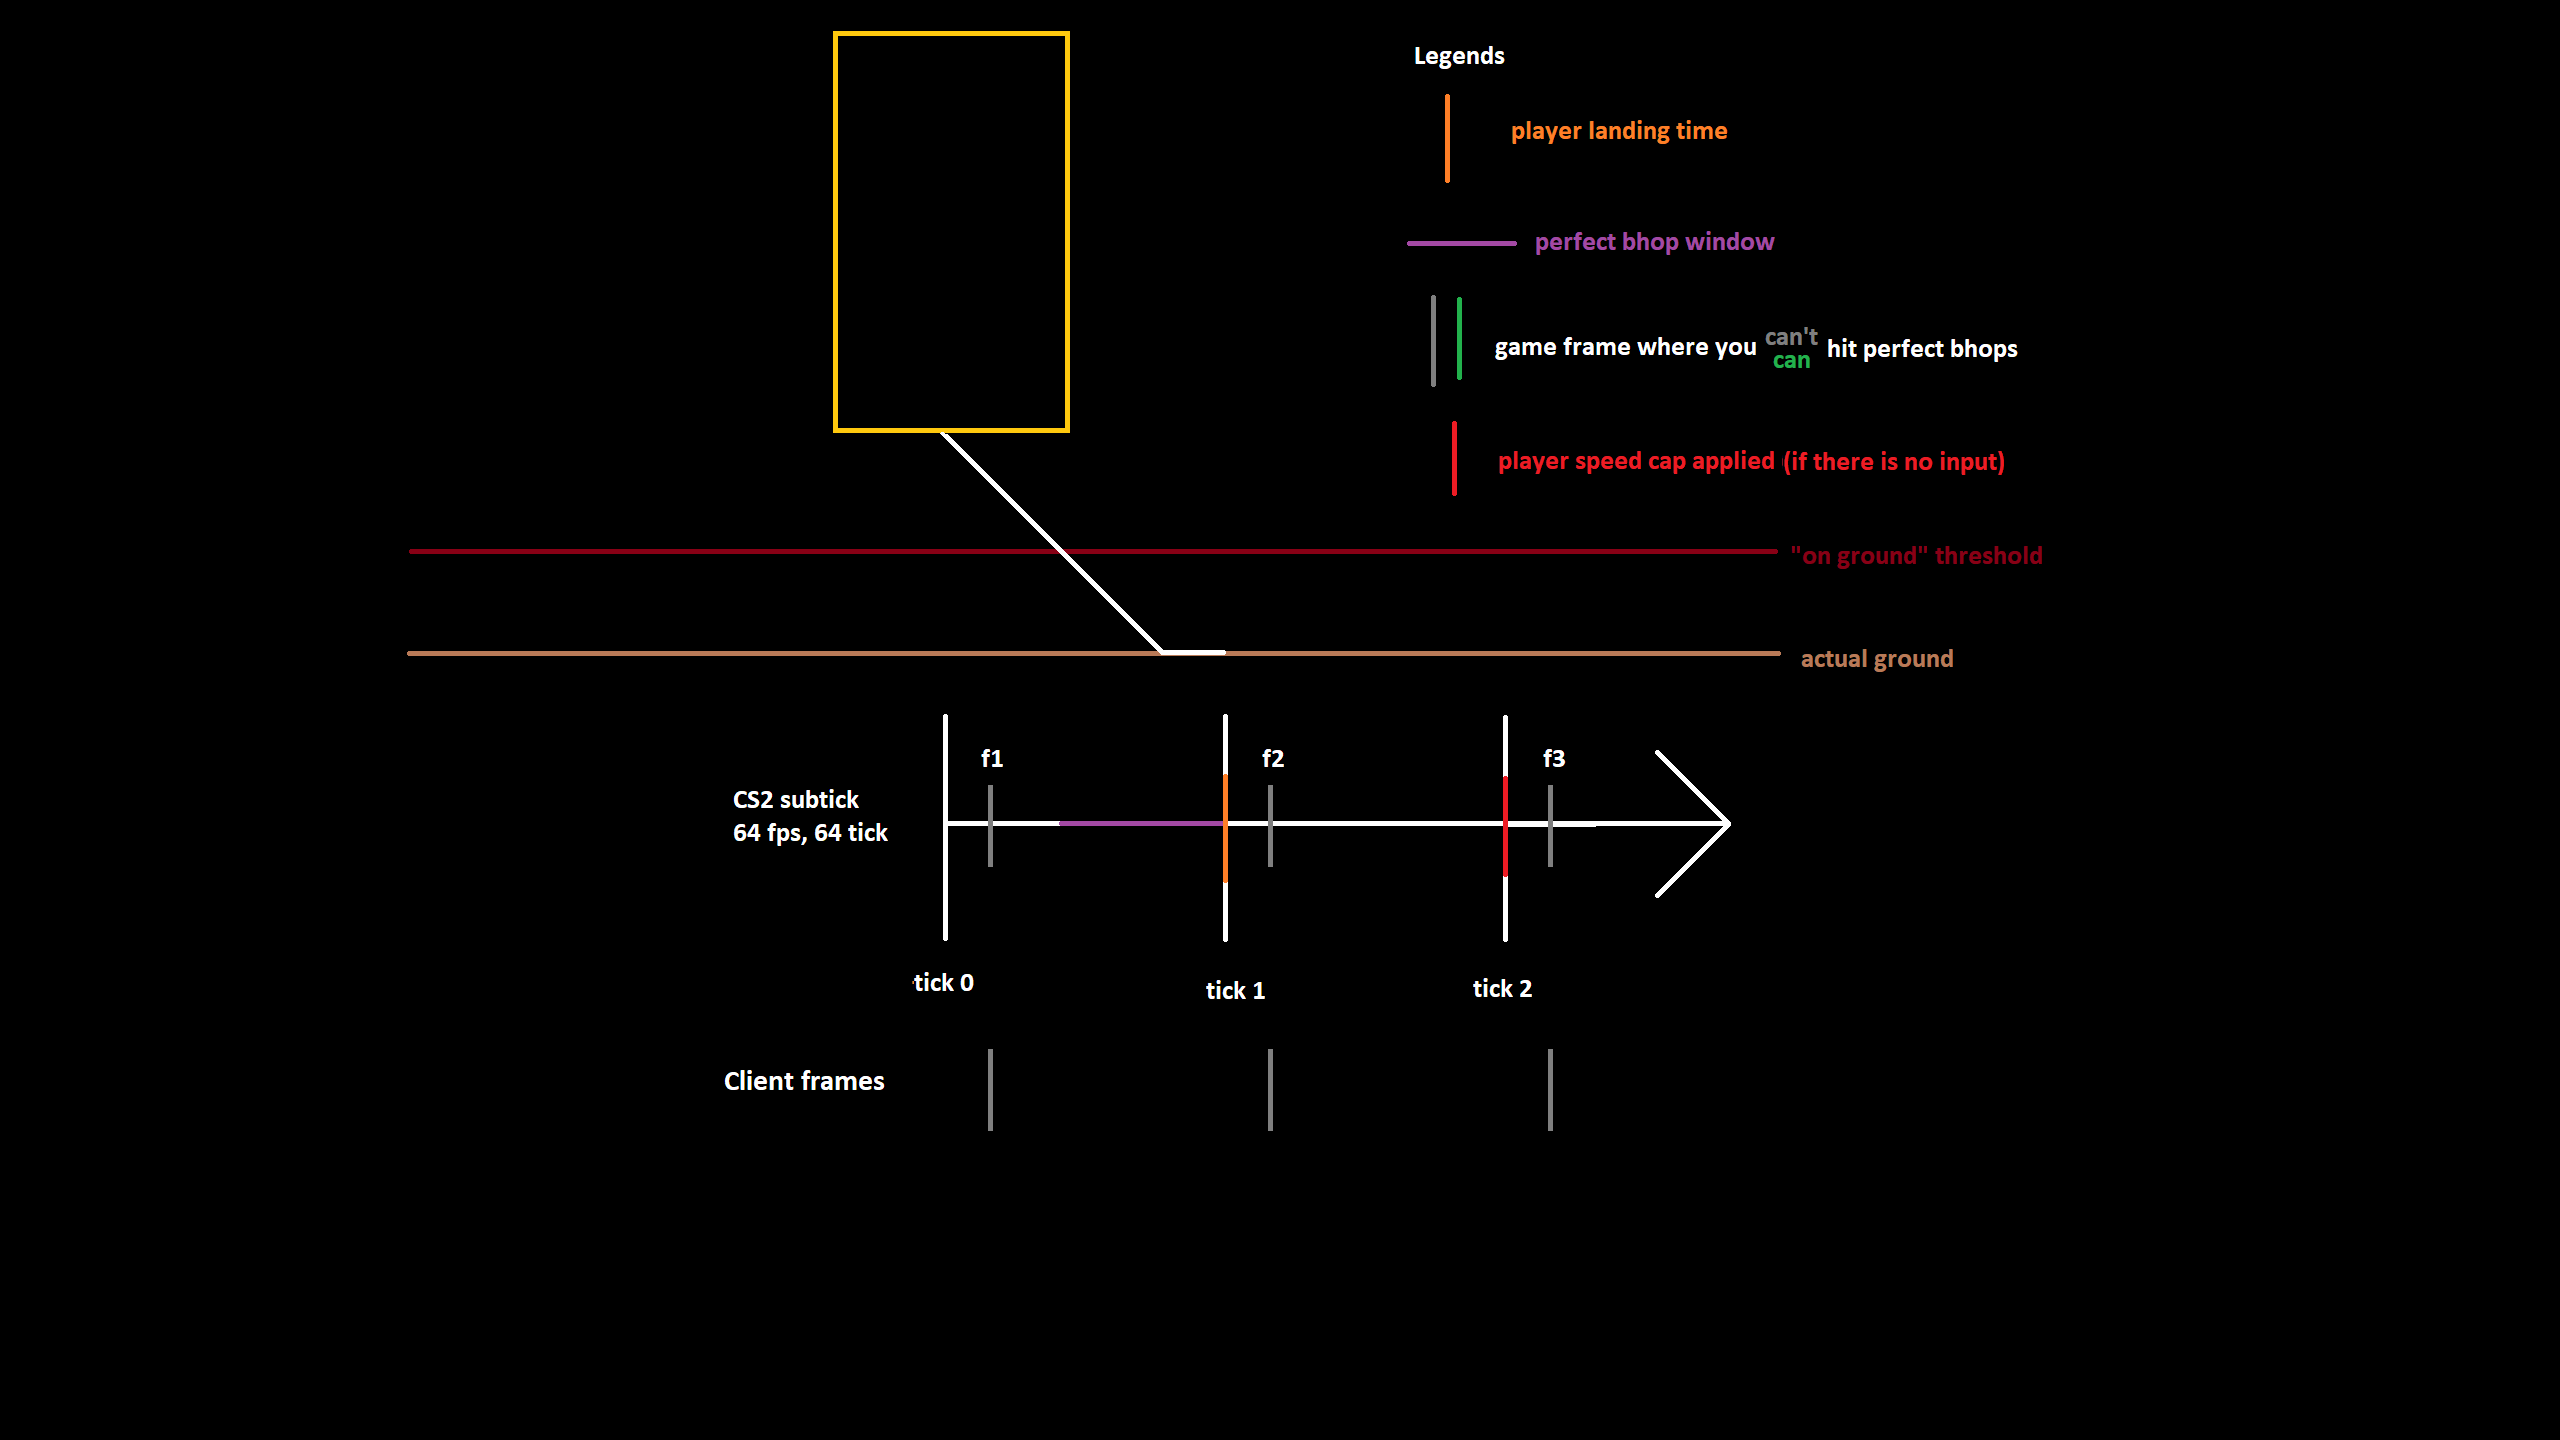 Legends
player landing time
perfect bhop window
game frame where you can't hit perfect bhops
can
player speed cap applied (if there is no input)
"on ground" threshold
actual ground
f1 f2 f3
CS2 subtick
64 fps, 64 tick
tick 0 tick 1 tick 2
Client frames